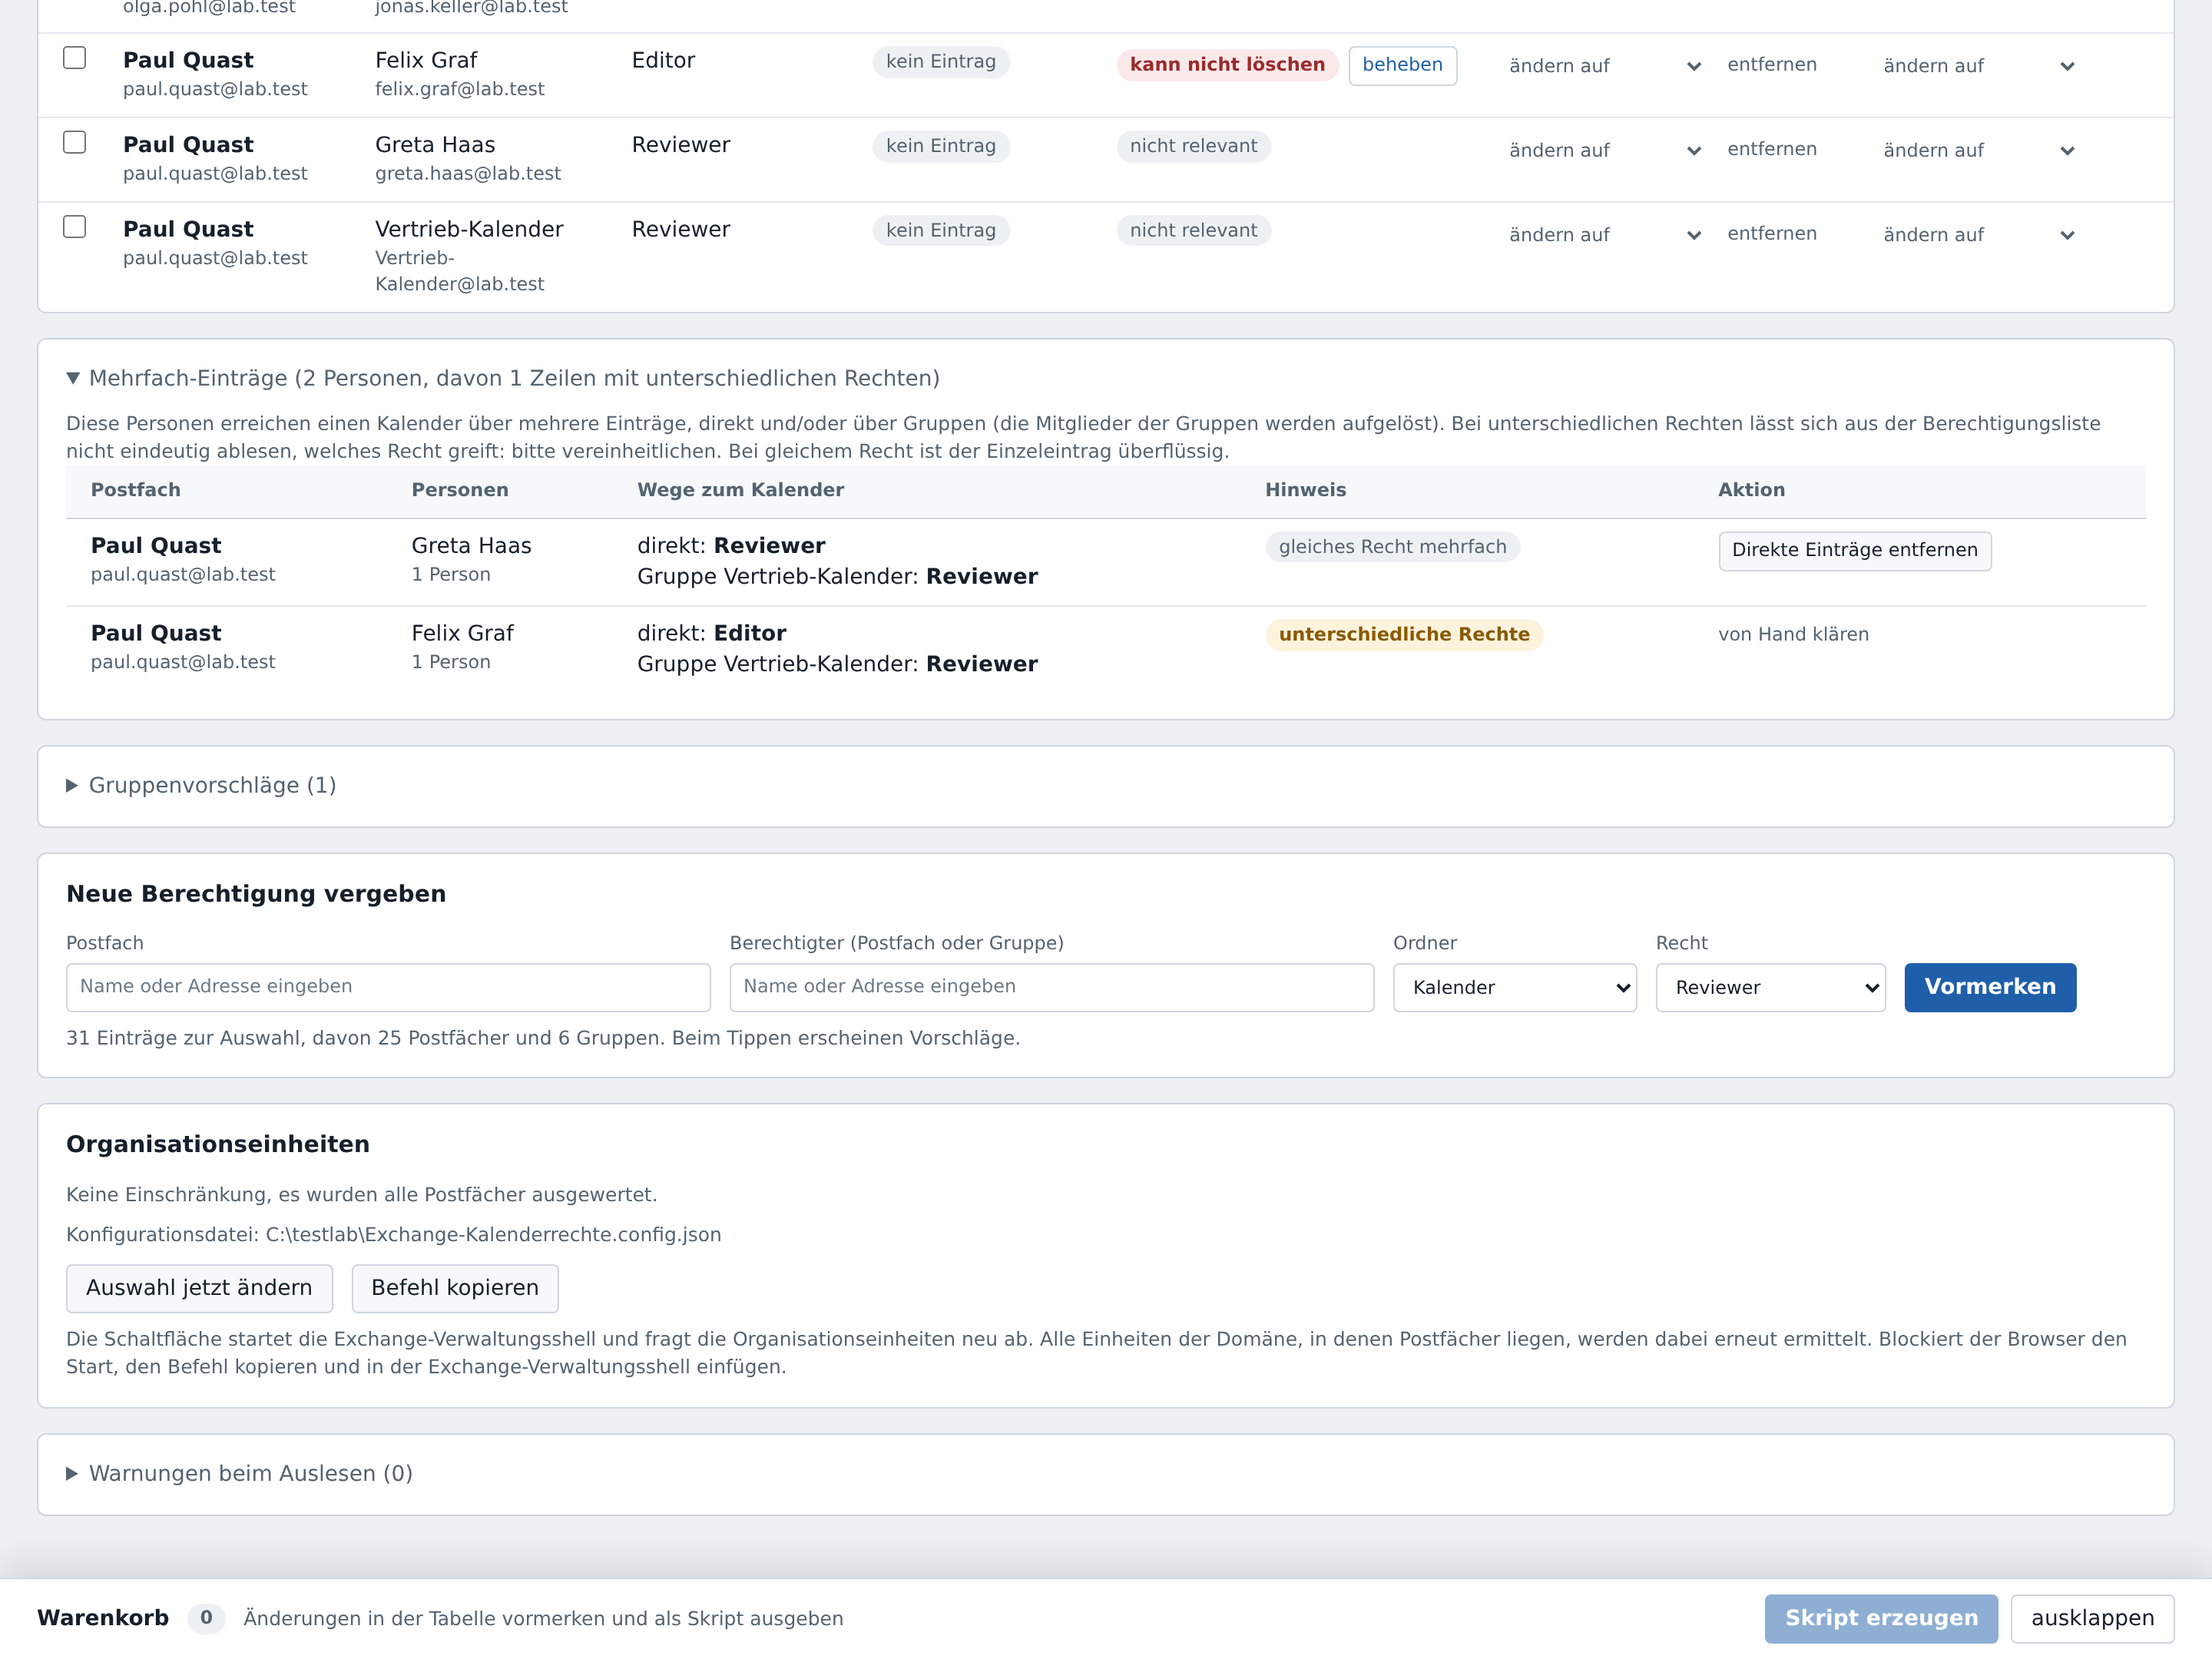 olga.pohl@lab.test jonas.keller@lab.test
Paul Quast Felix Graf Editor kein Eintrag kann nicht löschen beheben ändern auf entfernen ändern auf
paul.quast@lab.test felix.graf@lab.test
Paul Quast Greta Haas Reviewer kein Eintrag nicht relevant ändern auf entfernen ändern auf
paul.quast@lab.test greta.haas@lab.test
Paul Quast Vertrieb-Kalender Reviewer kein Eintrag nicht relevant ändern auf entfernen ändern auf
paul.quast@lab.test Vertrieb-
Kalender@lab.test
Mehrfach-Einträge (2 Personen, davon 1 Zeilen mit unterschiedlichen Rechten)
Diese Personen erreichen einen Kalender über mehrere Einträge, direkt und/oder über Gruppen (die Mitglieder der Gruppen werden aufgelöst). Bei unterschiedlichen Rechten lässt sich aus der Berechtigungsliste
nicht eindeutig ablesen, welches Recht greift: bitte vereinheitlichen. Bei gleichem Recht ist der Einzeleintrag überflüssig.
Postfach Personen Wege zum Kalender Hinweis Aktion
Paul Quast Greta Haas direkt: Reviewer gleiches Recht mehrfach Direkte Einträge entfernen
paul.quast@lab.test 1 Person Gruppe Vertrieb-Kalender: Reviewer
Paul Quast Felix Graf direkt: Editor unterschiedliche Rechte von Hand klären
paul.quast@lab.test 1 Person Gruppe Vertrieb-Kalender: Reviewer
Gruppenvorschläge (1)
Neue Berechtigung vergeben
Postfach Berechtigter (Postfach oder Gruppe) Ordner Recht
Name oder Adresse eingeben Name oder Adresse eingeben Kalender Reviewer Vormerken
31 Einträge zur Auswahl, davon 25 Postfächer und 6 Gruppen. Beim Tippen erscheinen Vorschläge.
Organisationseinheiten
Keine Einschränkung, es wurden alle Postfächer ausgewertet.
Konfigurationsdatei: C:\testlab\Exchange-Kalenderrechte.config.json
Auswahl jetzt ändern Befehl kopieren
Die Schaltfläche startet die Exchange-Verwaltungsshell und fragt die Organisationseinheiten neu ab. Alle Einheiten der Domäne, in denen Postfächer liegen, werden dabei erneut ermittelt. Blockiert der Browser den
Start, den Befehl kopieren und in der Exchange-Verwaltungsshell einfügen.
Warnungen beim Auslesen (0)
Warenkorb 0 Änderungen in der Tabelle vormerken und als Skript ausgeben Skript erzeugen ausklappen